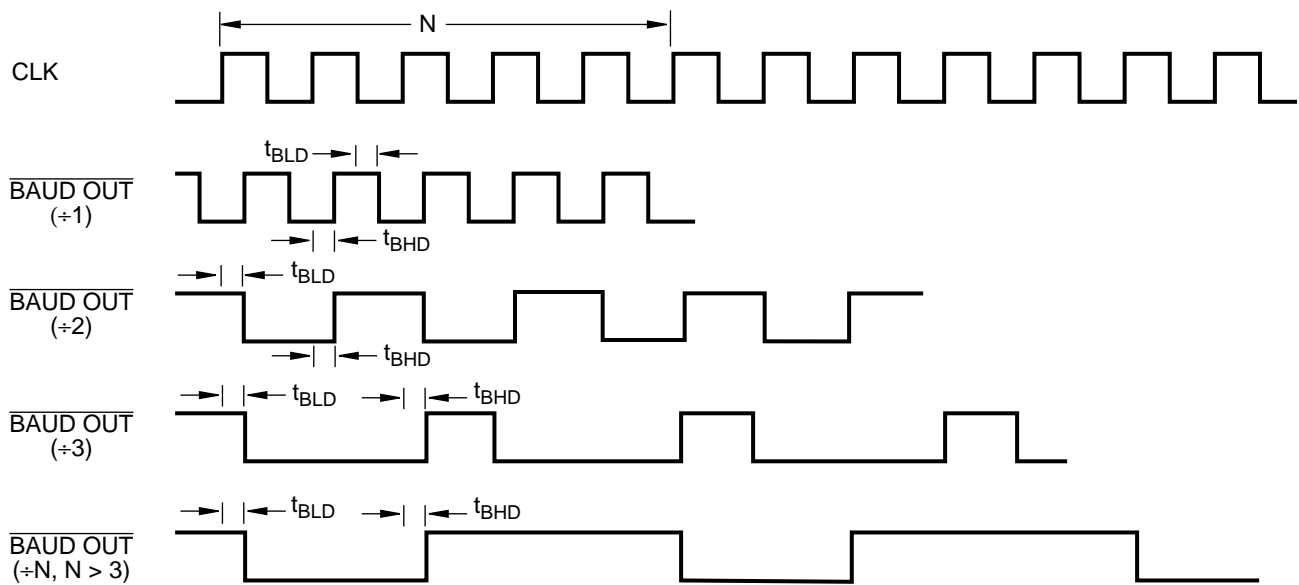 N
CLK
tBLD
BAUD OUT
(÷1)
tBHD
tBLD
BAUD OUT
(÷2)
tBHD
tBLD tBHD
BAUD OUT
(÷3)
tBLD tBHD
BAUD OUT
(÷N, N > 3)